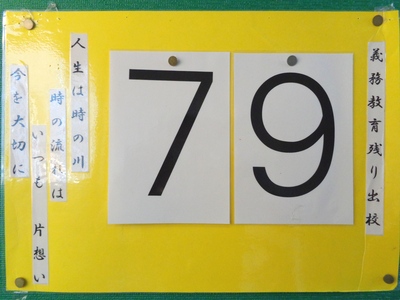 義務教育残り出校
79
人生は時の川
時の流れは
いつも 片想い
今を大切に